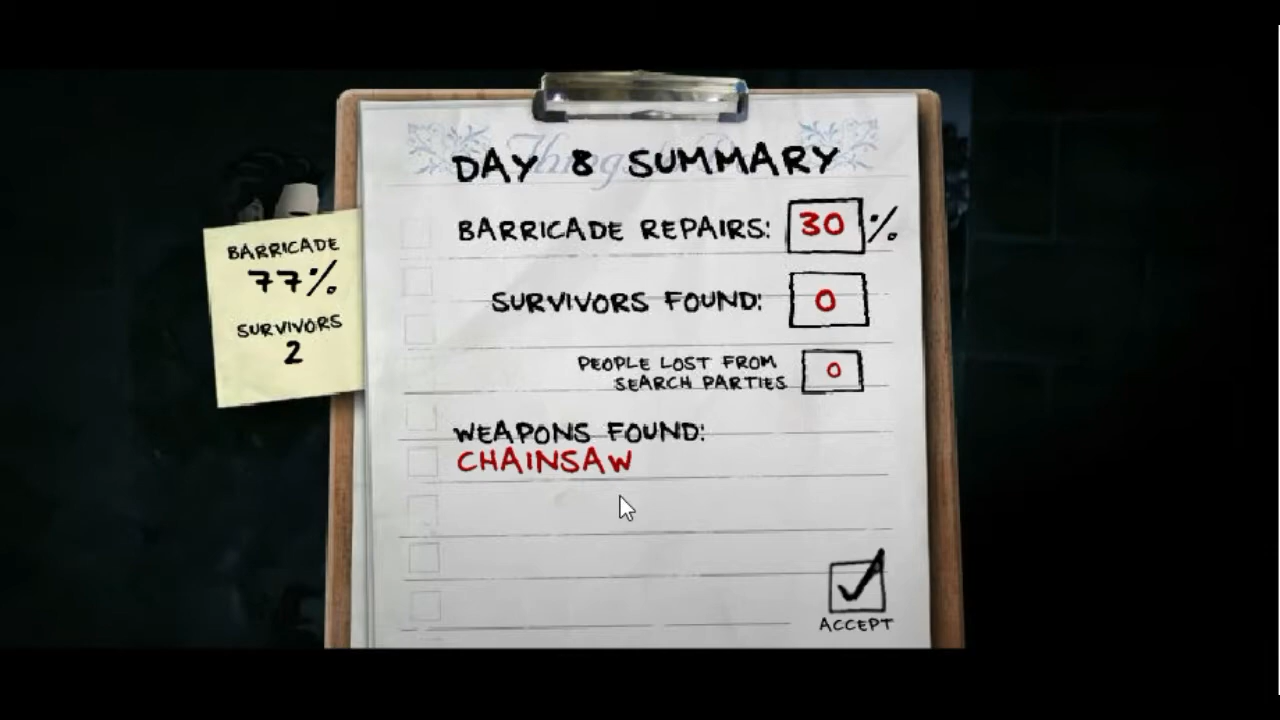 DAY 8 SUMMARY
BARRICADE REPAIRS: 30 %
SURVIVORS FOUND: 0
PEOPLE LOST FROM
SEARCH PARTIES 0
WEAPONS FOUND:
CHAINSAW
ACCEPT
BARRICADE
77%
SURVIVORS
2